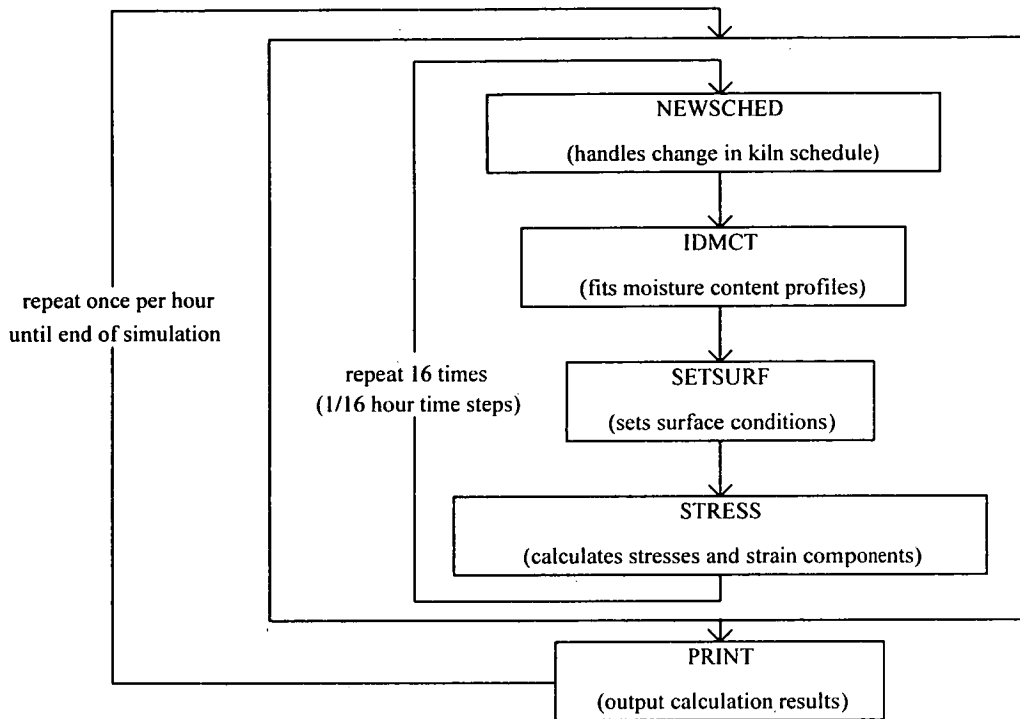 NEWSCHED
(handles change in kiln schedule)
IDMCT
(fits moisture content profiles)
repeat once per hour
until end of simulation
repeat 16 times
(1/16 hour time steps)
SETSURF
(sets surface conditions)
STRESS
(calculates stresses and strain components)
PRINT
(output calculation results)